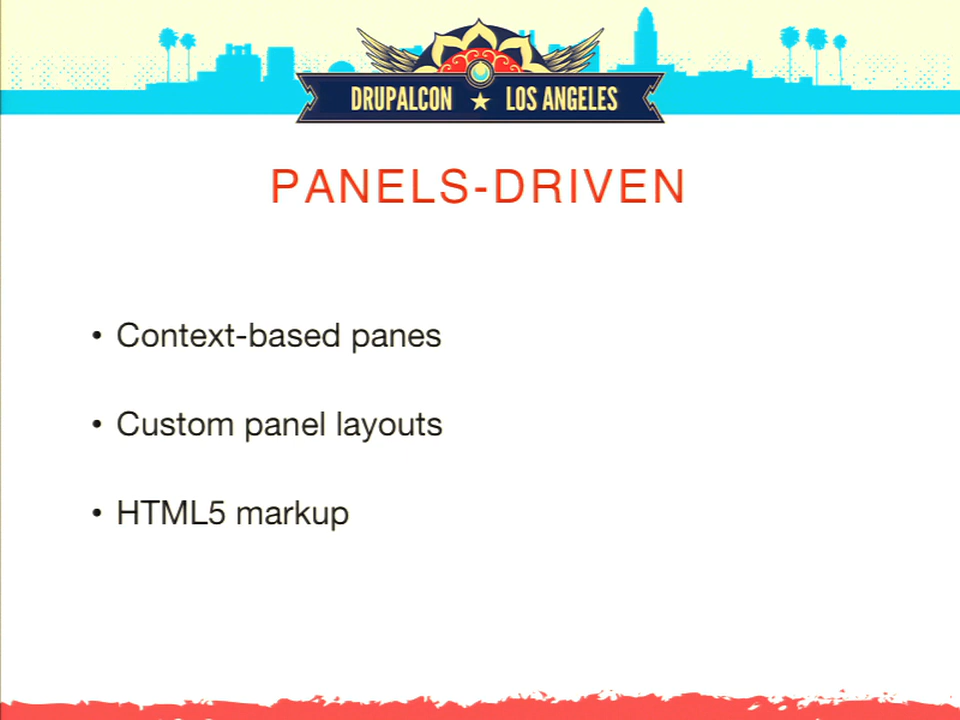 DRUPALCON ★ LOS ANGELES
PANELS-DRIVEN
• Context-based panes
• Custom panel layouts
• HTML5 markup